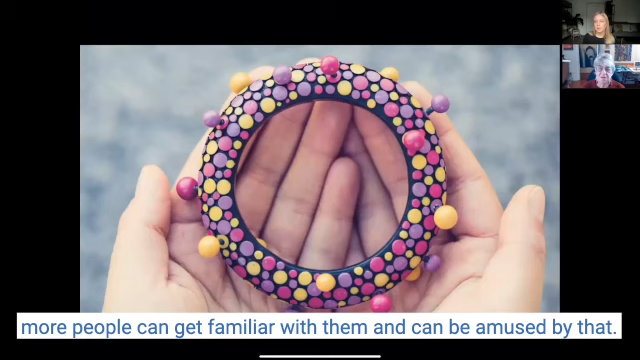 more people can get familiar with them and can be amused by that.